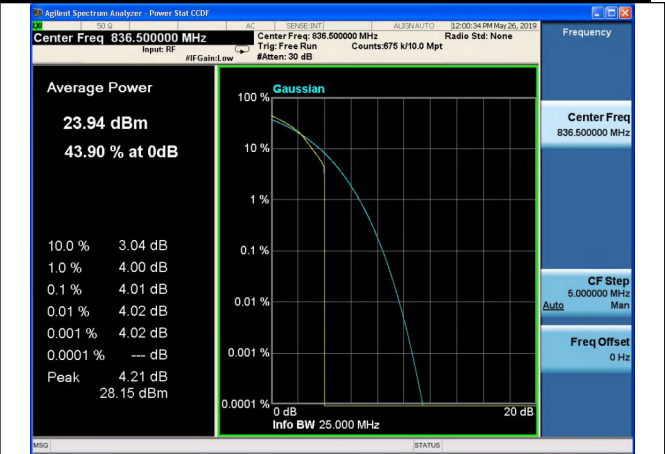 Agilent Spectrum Analyzer - Power Stat CCDF
50 Ω AC SENSE:INT ALIGN AUTO 12:00:34 PM May 26, 2019
Center Freq 836.500000 MHz
Input: RF
#IFGain:Low
Center Freq: 836.500000 MHz
Trig: Free Run Counts:675 k/10.0 Mpt
#Atten: 30 dB
Radio Std: None
Frequency
Average Power
23.94 dBm
43.90 % at 0dB
10.0 % 3.04 dB
1.0 % 4.00 dB
0.1 % 4.01 dB
0.01 % 4.02 dB
0.001 % 4.02 dB
0.0001 % --- dB
Peak 4.21 dB
28.15 dBm
Gaussian
100 %
10 %
1 %
0.1 %
0.01 %
0.001 %
0.0001 %
0 dB 20 dB
Info BW 25.000 MHz
Center Freq
836.500000 MHz
CF Step
5.000000 MHz
Auto Man
Freq Offset
0 Hz
MSG STATUS